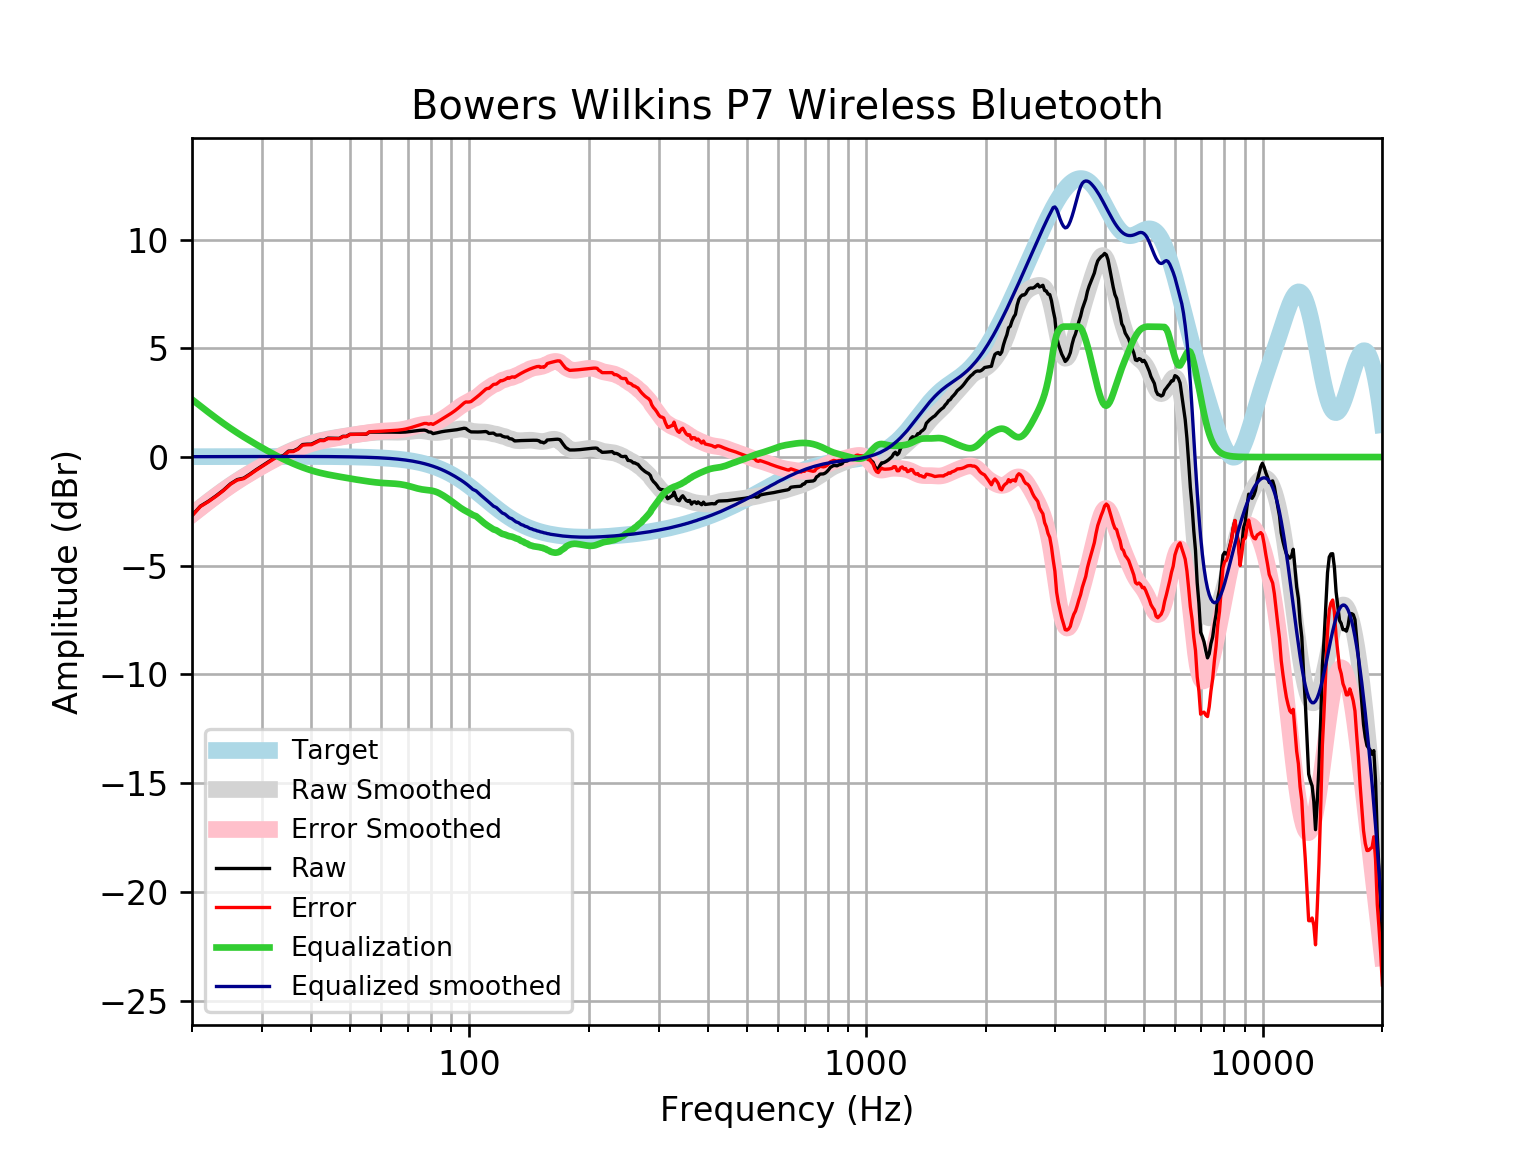 Bowers Wilkins P7 Wireless Bluetooth
10
5
0
−5
−10
−15
−20
−25
Amplitude (dBr)
Target
Raw Smoothed
Error Smoothed
Raw
Error
Equalization
Equalized smoothed
100 1000 10000
Frequency (Hz)